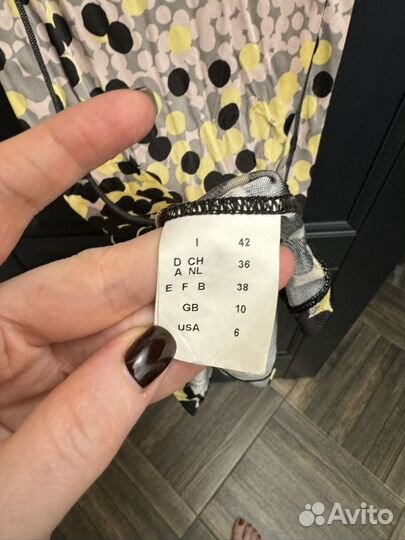 I 42
D CH 36
A NL
E F B 38
GB 10
USA 6
Avito